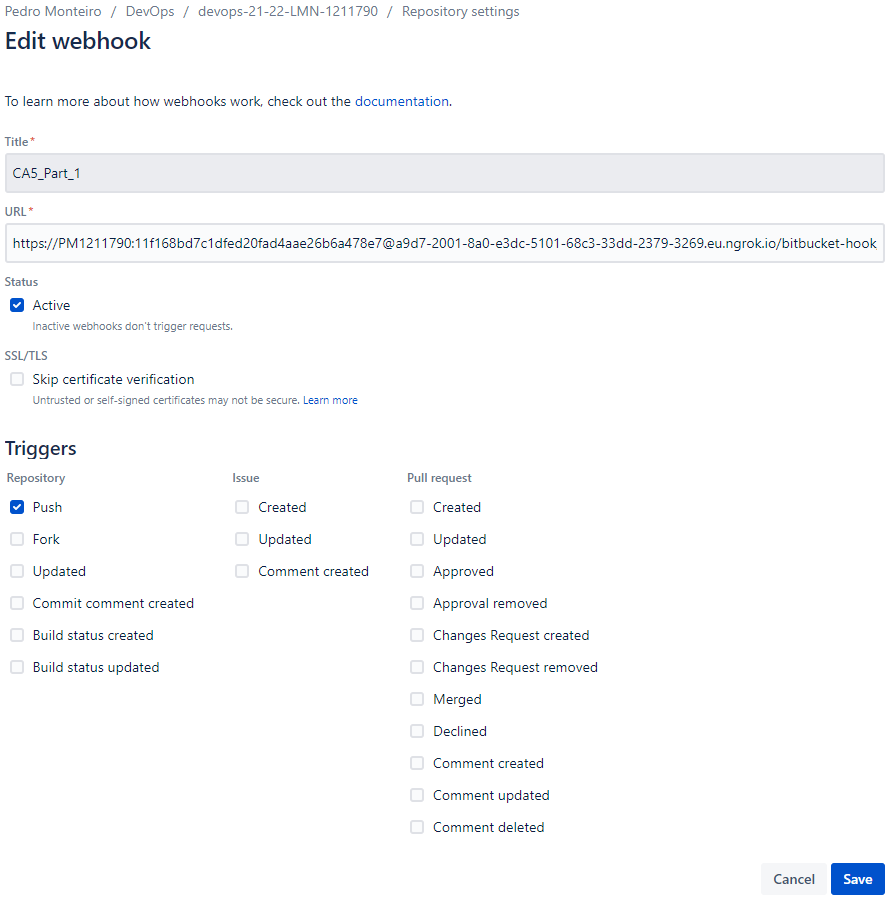 Pedro Monteiro / DevOps / devops-21-22-LMN-1211790 / Repository settings
Edit webhook
To learn more about how webhooks work, check out the documentation.
Title*
CA5_Part_1
URL*
https://PM1211790:11f168bd7c1dfed20fad4aae26b6a478e7@a9d7-2001-8a0-e3dc-5101-68c3-33dd-2379-3269.eu.ngrok.io/bitbucket-hook
Status
Active
Inactive webhooks don't trigger requests.
SSL/TLS
Skip certificate verification
Untrusted or self-signed certificates may not be secure. Learn more
Triggers
Repository
Push
Fork
Updated
Commit comment created
Build status created
Build status updated
Issue
Created
Updated
Comment created
Pull request
Created
Updated
Approved
Approval removed
Changes Request created
Changes Request removed
Merged
Declined
Comment created
Comment updated
Comment deleted
Cancel
Save